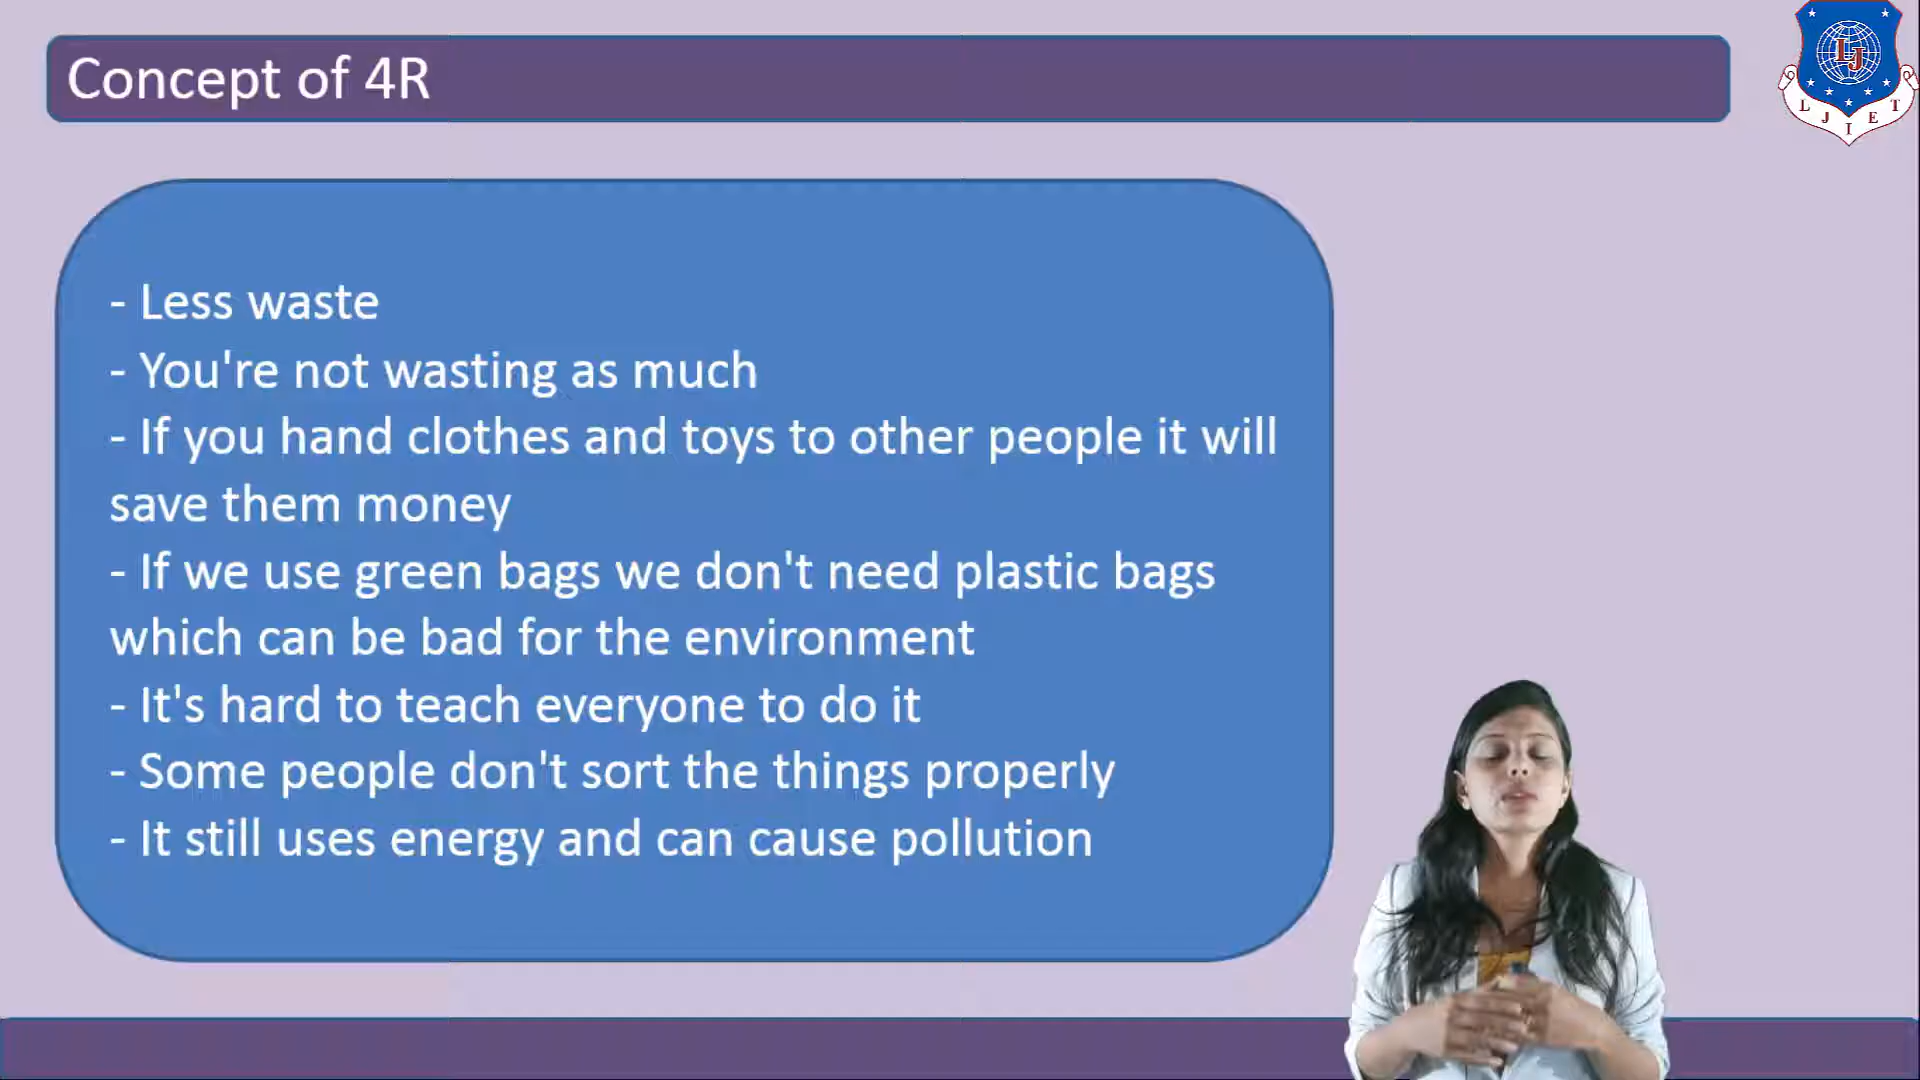 Concept of 4R
LJ
L J I E T
- Less waste
- You're not wasting as much
- If you hand clothes and toys to other people it will
save them money
- If we use green bags we don't need plastic bags
which can be bad for the environment
- It's hard to teach everyone to do it
- Some people don't sort the things properly
- It still uses energy and can cause pollution